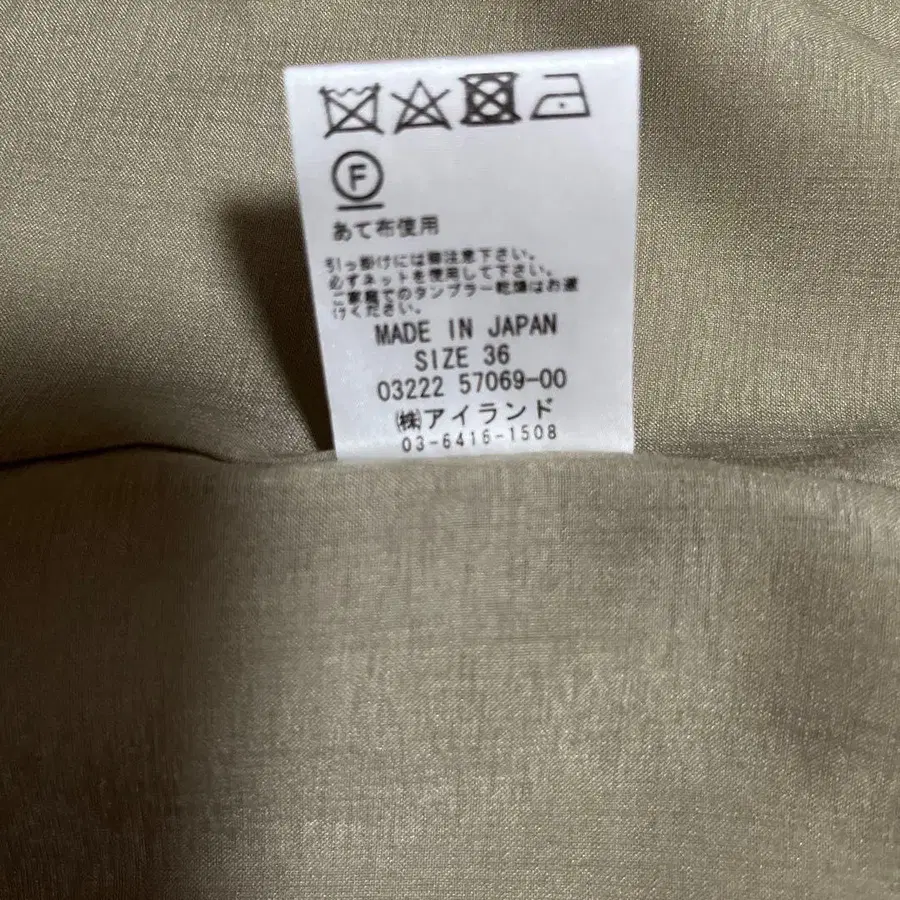 F
あて布使用
引っ掛けには御注意下さい。
必ずネットを使用して下さい。
ご家庭でのタンブラー乾燥はお避
けください。
MADE IN JAPAN
SIZE 36
03222 57069-00
㈱アイランド
03-6416-1508